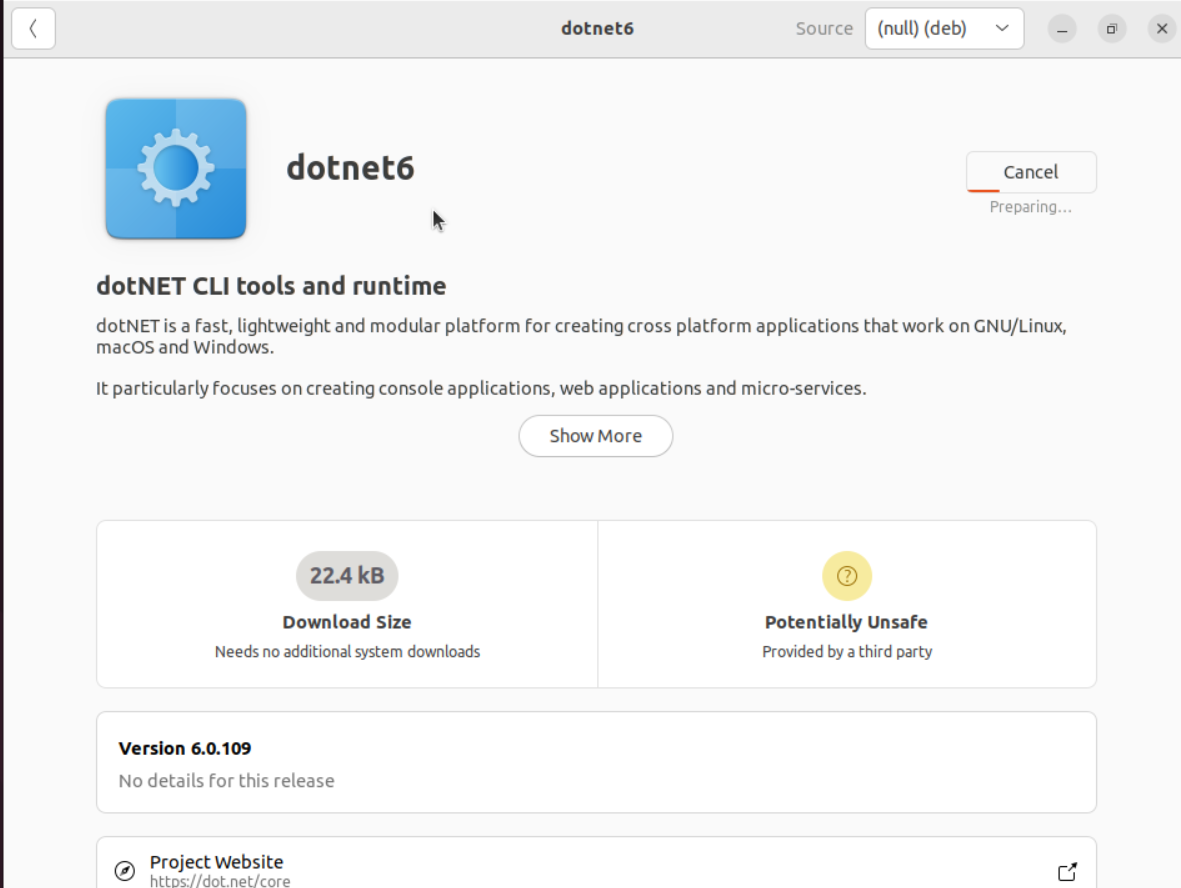 dotnet6
Source
(null) (deb)
dotnet6
Cancel
Preparing...
dotNET CLI tools and runtime
dotNET is a fast, lightweight and modular platform for creating cross platform applications that work on GNU/Linux,
macOS and Windows.
It particularly focuses on creating console applications, web applications and micro-services.
Show More
22.4 kB
Download Size
Needs no additional system downloads
?
Potentially Unsafe
Provided by a third party
Version 6.0.109
No details for this release
Project Website
https://dot.net/core